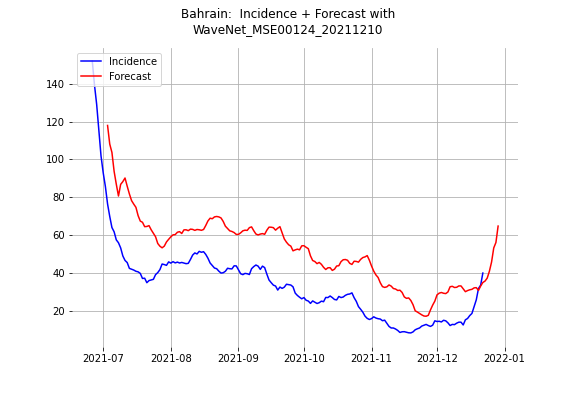 Bahrain:  Incidence + Forecast with
WaveNet_MSE00124_20211210
Incidence
Forecast
140
120
100
80
60
40
20
2021-07 2021-08 2021-09 2021-10 2021-11 2021-12 2022-01